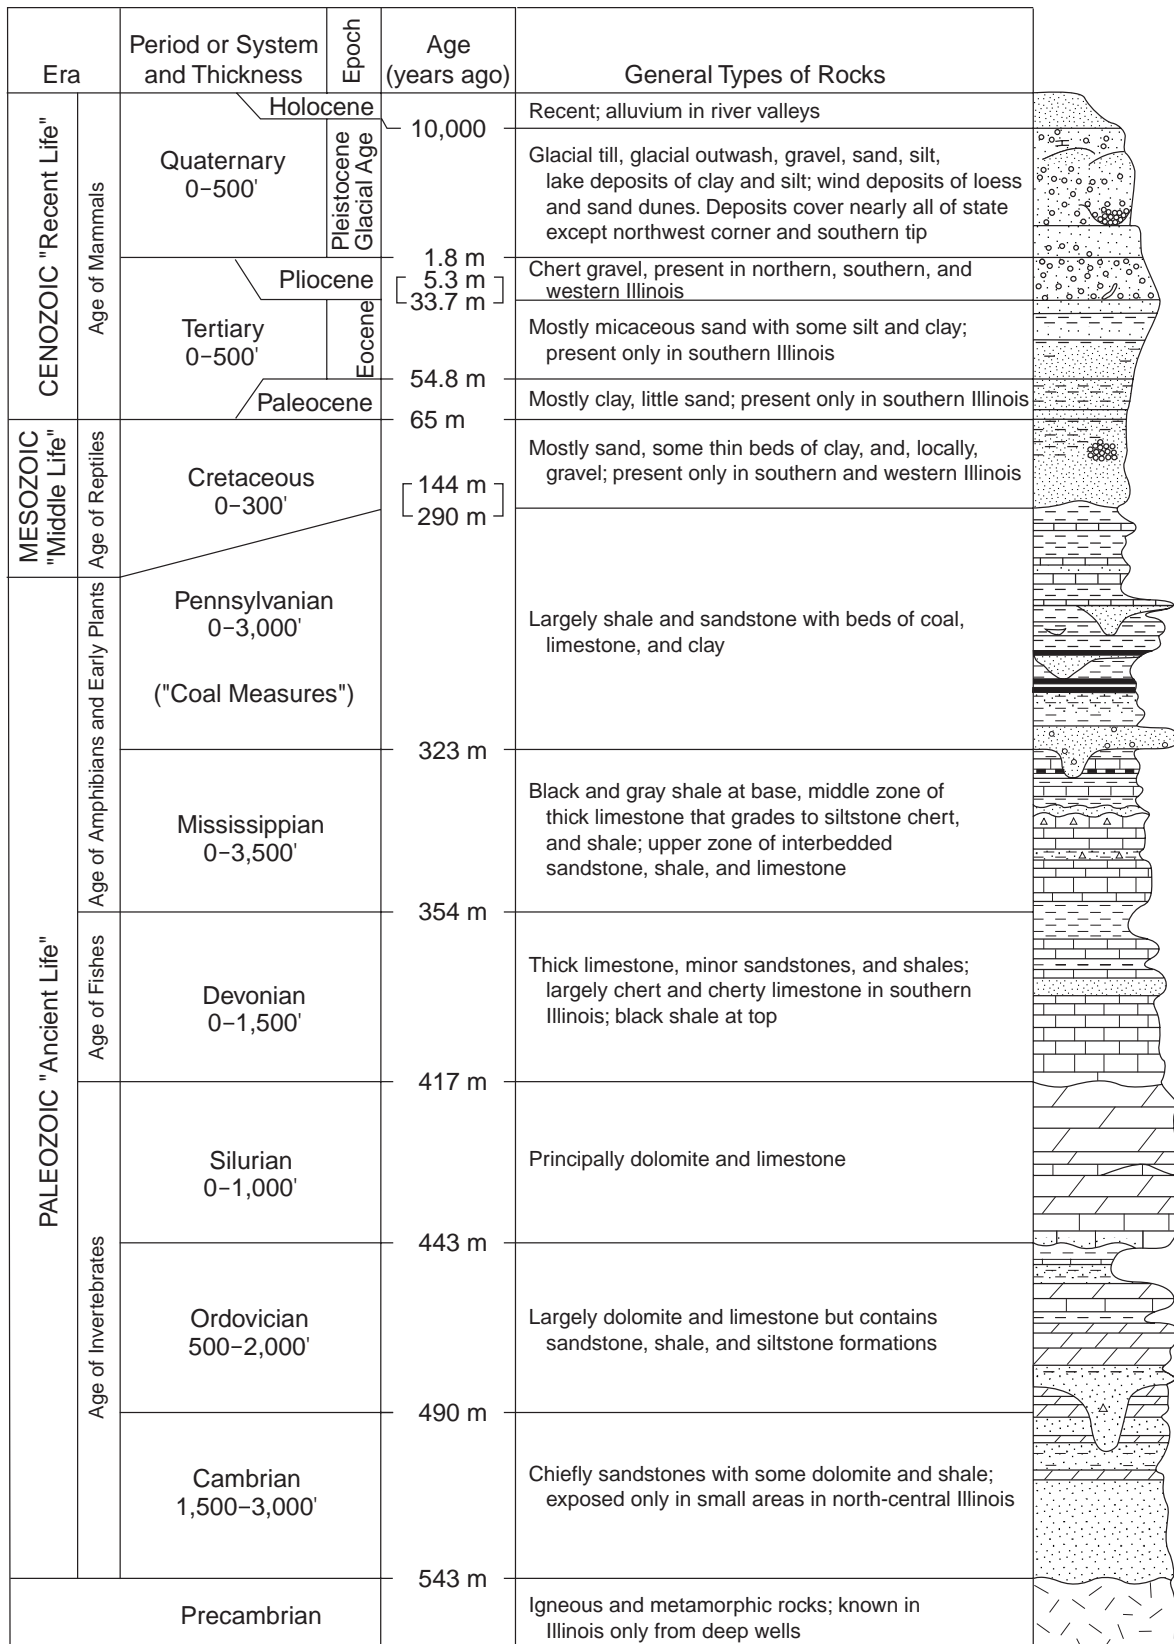 Era
Period or System
and Thickness
Epoch
Age
(years ago)
General Types of Rocks
CENOZOIC "Recent Life"
Age of Mammals
Holocene
Recent; alluvium in river valleys
10,000
Quaternary
0–500'
Pleistocene
Glacial Age
Glacial till, glacial outwash, gravel, sand, silt,
lake deposits of clay and silt; wind deposits of loess
and sand dunes. Deposits cover nearly all of state
except northwest corner and southern tip
1.8 m
Pliocene
5.3 m
33.7 m
Chert gravel, present in northern, southern, and
western Illinois
Tertiary
0–500'
Eocene
Mostly micaceous sand with some silt and clay;
present only in southern Illinois
54.8 m
Paleocene
Mostly clay, little sand; present only in southern Illinois
65 m
MESOZOIC
"Middle Life"
Age of Reptiles
Cretaceous
0–300'
Mostly sand, some thin beds of clay, and, locally,
gravel; present only in southern and western Illinois
144 m
290 m
PALEOZOIC "Ancient Life"
Age of Amphibians and Early Plants
Pennsylvanian
0–3,000'
("Coal Measures")
Largely shale and sandstone with beds of coal,
limestone, and clay
323 m
Mississippian
0–3,500'
Black and gray shale at base, middle zone of
thick limestone that grades to siltstone chert,
and shale; upper zone of interbedded
sandstone, shale, and limestone
354 m
Age of Fishes
Devonian
0–1,500'
Thick limestone, minor sandstones, and shales;
largely chert and cherty limestone in southern
Illinois; black shale at top
417 m
Age of Invertebrates
Silurian
0–1,000'
Principally dolomite and limestone
443 m
Ordovician
500–2,000'
Largely dolomite and limestone but contains
sandstone, shale, and siltstone formations
490 m
Cambrian
1,500–3,000'
Chiefly sandstones with some dolomite and shale;
exposed only in small areas in north-central Illinois
543 m
Precambrian
Igneous and metamorphic rocks; known in
Illinois only from deep wells